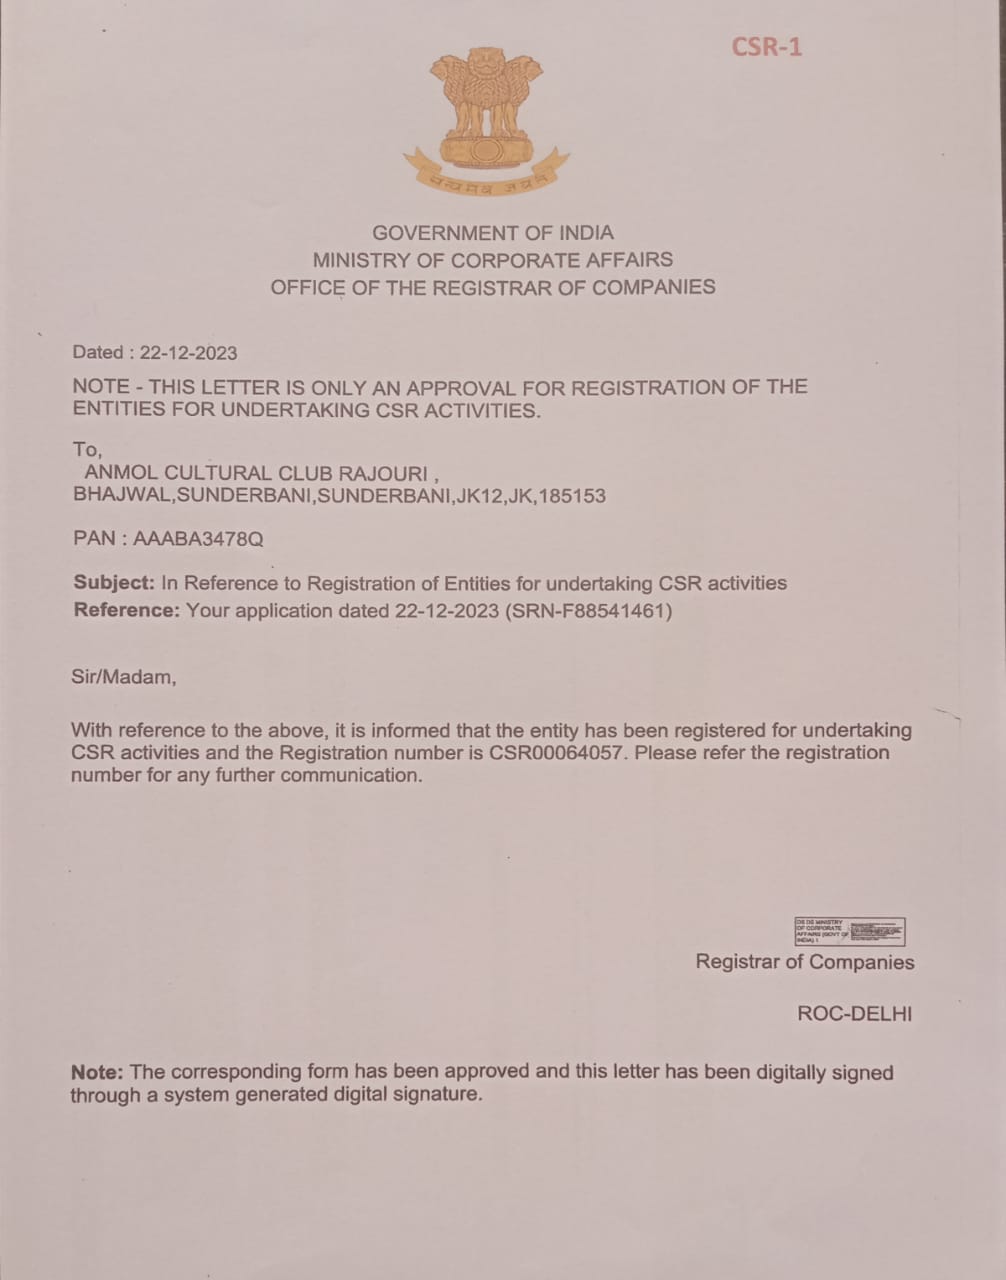 CSR-1
सत्यमेव जयते
GOVERNMENT OF INDIA
MINISTRY OF CORPORATE AFFAIRS
OFFICE OF THE REGISTRAR OF COMPANIES
Dated : 22-12-2023
NOTE - THIS LETTER IS ONLY AN APPROVAL FOR REGISTRATION OF THE
ENTITIES FOR UNDERTAKING CSR ACTIVITIES.
To,
ANMOL CULTURAL CLUB RAJOURI ,
BHAJWAL,SUNDERBANI,SUNDERBANI,JK12,JK,185153
PAN : AAABA3478Q
Subject: In Reference to Registration of Entities for undertaking CSR activities
Reference: Your application dated 22-12-2023 (SRN-F88541461)
Sir/Madam,
With reference to the above, it is informed that the entity has been registered for undertaking
CSR activities and the Registration number is CSR00064057. Please refer the registration
number for any further communication.
DS DS MINISTRY
OF CORPORATE
AFFAIRS (GOVT OF
INDIA) 1
Registrar of Companies
ROC-DELHI
Note: The corresponding form has been approved and this letter has been digitally signed
through a system generated digital signature.